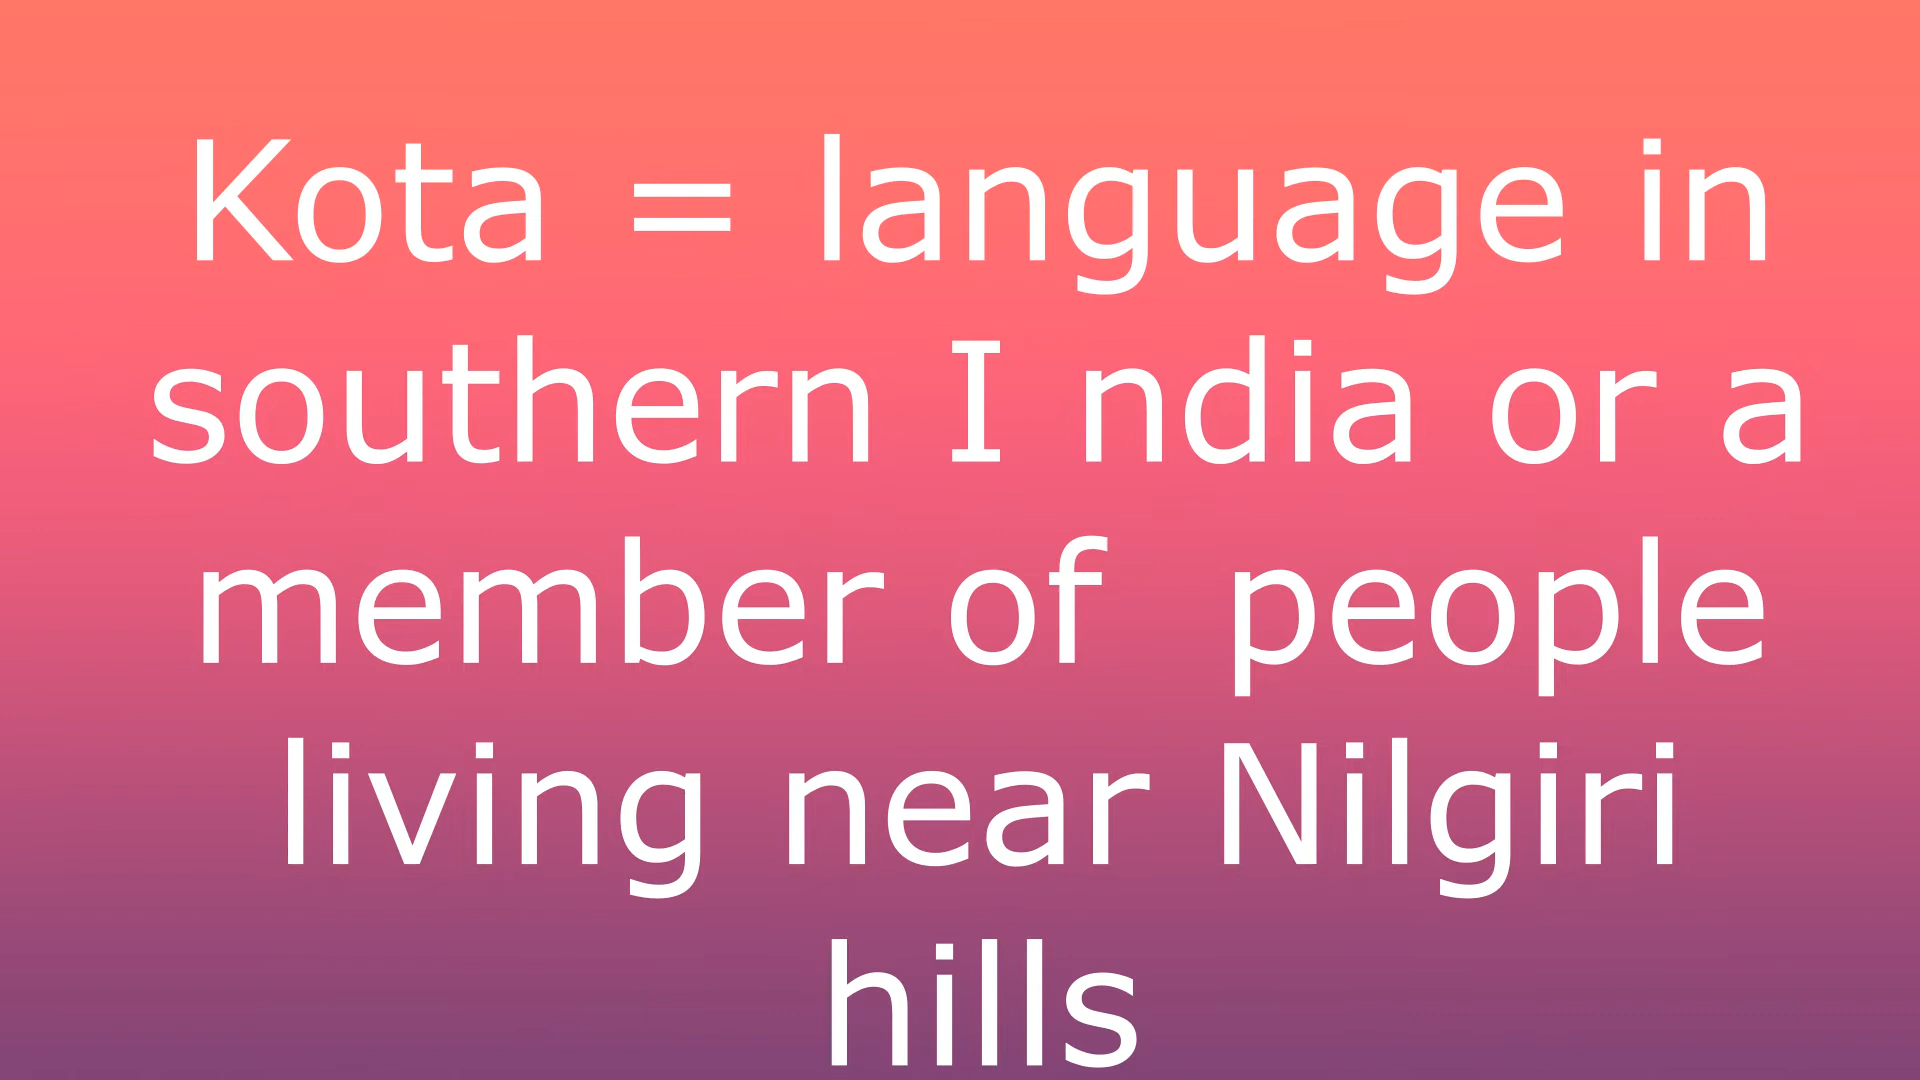 Kota = language in
southern I ndia or a
member of  people
living near Nilgiri
hills